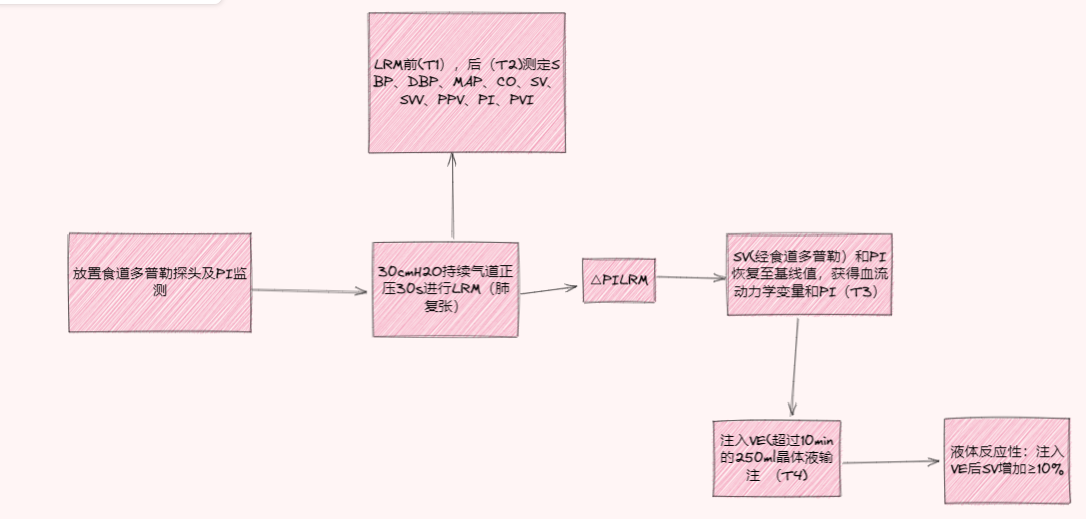 LRM前(T1），后（T2)测定S
BP、DBP、MAP、CO、SV、
SVV、PPV、PI、PVI
放置食道多普勒探头及PI监
测
30cmH2O持续气道正
压30s进行LRM（肺
复张）
△PILRM
SV(经食道多普勒）和PI
恢复至基线值，获得血流
动力学变量和PI（T3）
注入VE(超过10min
的250ml晶体液输
注 （T4)
液体反应性：注入
VE后SV增加≥10%